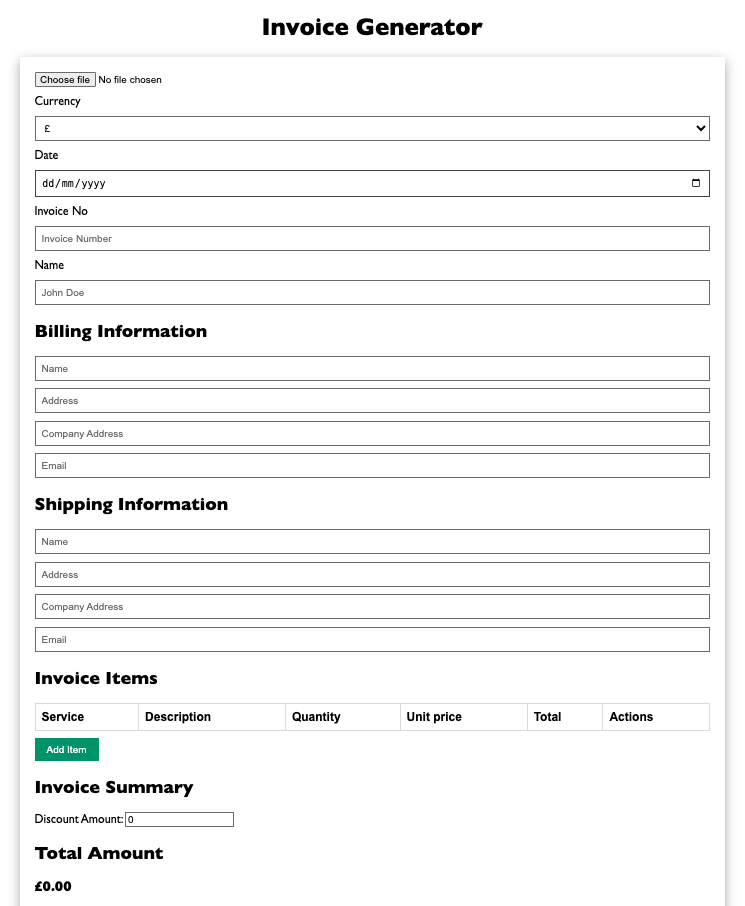 Invoice Generator
Choose file No file chosen
Currency
£
Date
dd/mm/yyyy
Invoice No
Invoice Number
Name
John Doe
Billing Information
Name
Address
Company Address
Email
Shipping Information
Name
Address
Company Address
Email
Invoice Items
Service Description Quantity Unit price Total Actions
Add Item
Invoice Summary
Discount Amount: 0
Total Amount
£0.00